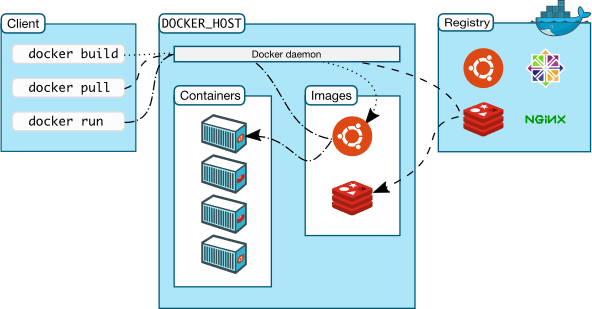 Client
docker build
docker pull
docker run
DOCKER_HOST
Docker daemon
Containers
Images
Registry
NGiNX